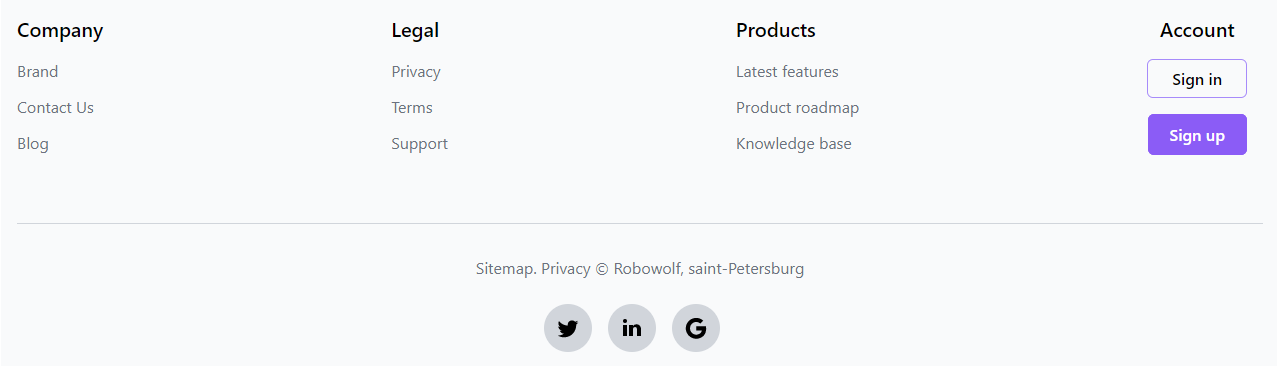 Company
Brand
Contact Us
Blog
Legal
Privacy
Terms
Support
Products
Latest features
Product roadmap
Knowledge base
Account
Sign in
Sign up
Sitemap. Privacy © Robowolf, saint-Petersburg